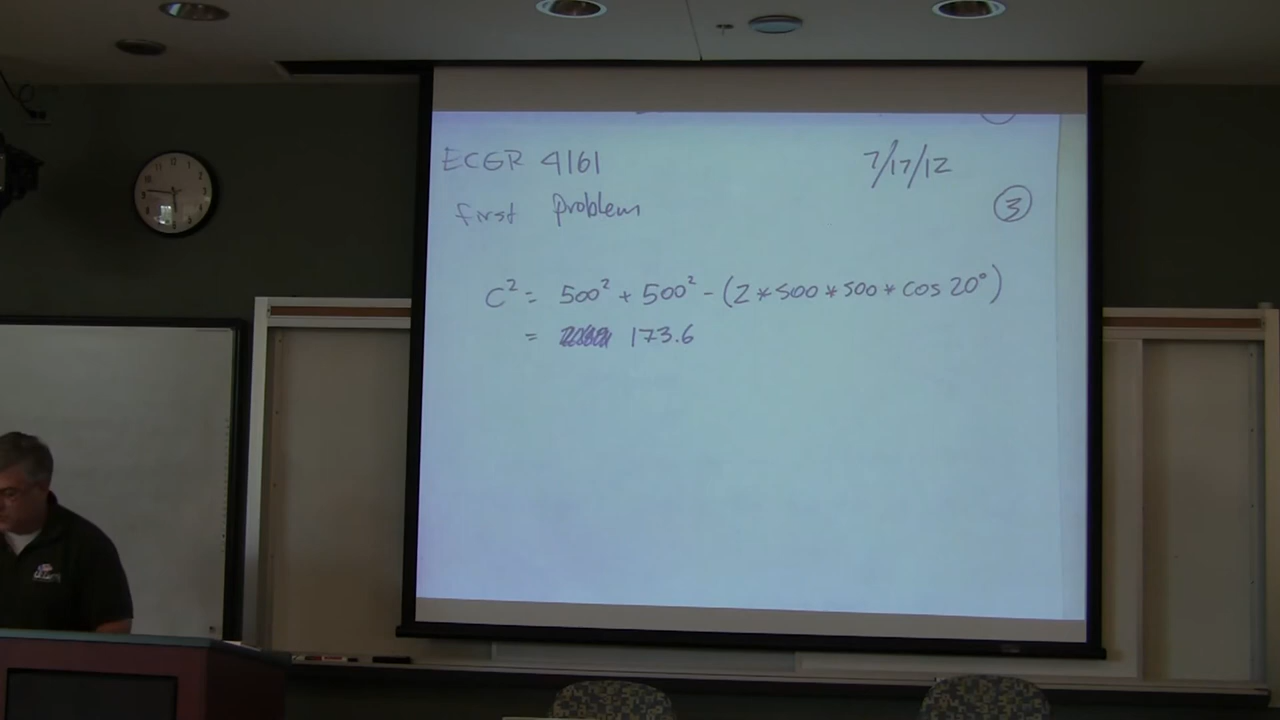 ECGR 4161 7/17/12
first problem 3
C² = 500² + 500² - (2*500*500*cos 20°)
= 173.6